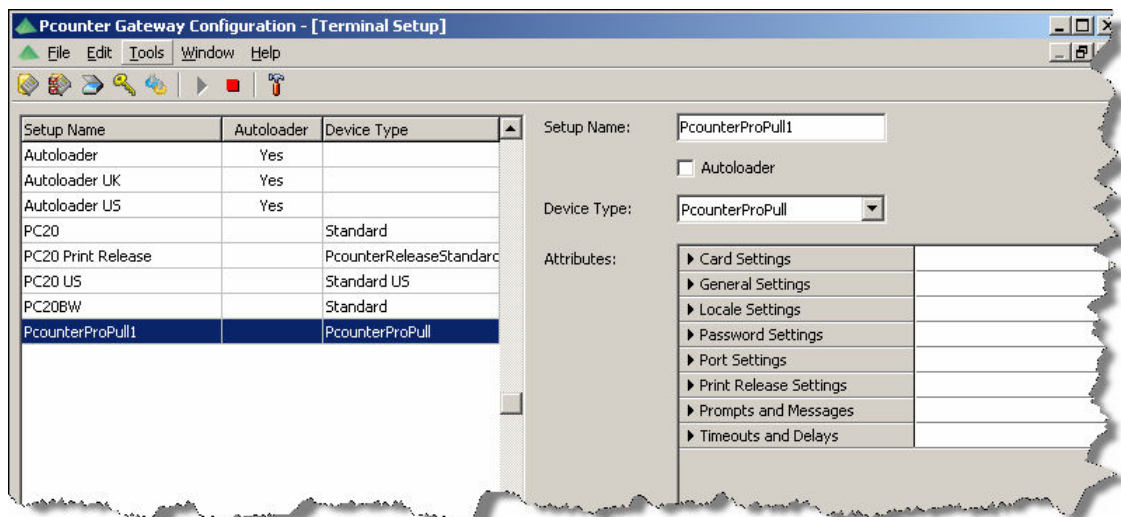 Pcounter Gateway Configuration - [Terminal Setup]
File Edit Tools Window Help
Setup Name Autoloader Device Type
Autoloader Yes
Autoloader UK Yes
Autoloader US Yes
PC20 Standard
PC20 Print Release PcounterReleaseStandard
PC20 US Standard US
PC20BW Standard
PcounterProPull1 PcounterProPull
Setup Name: PcounterProPull1
Autoloader
Device Type: PcounterProPull
Attributes:
Card Settings
General Settings
Locale Settings
Password Settings
Port Settings
Print Release Settings
Prompts and Messages
Timeouts and Delays